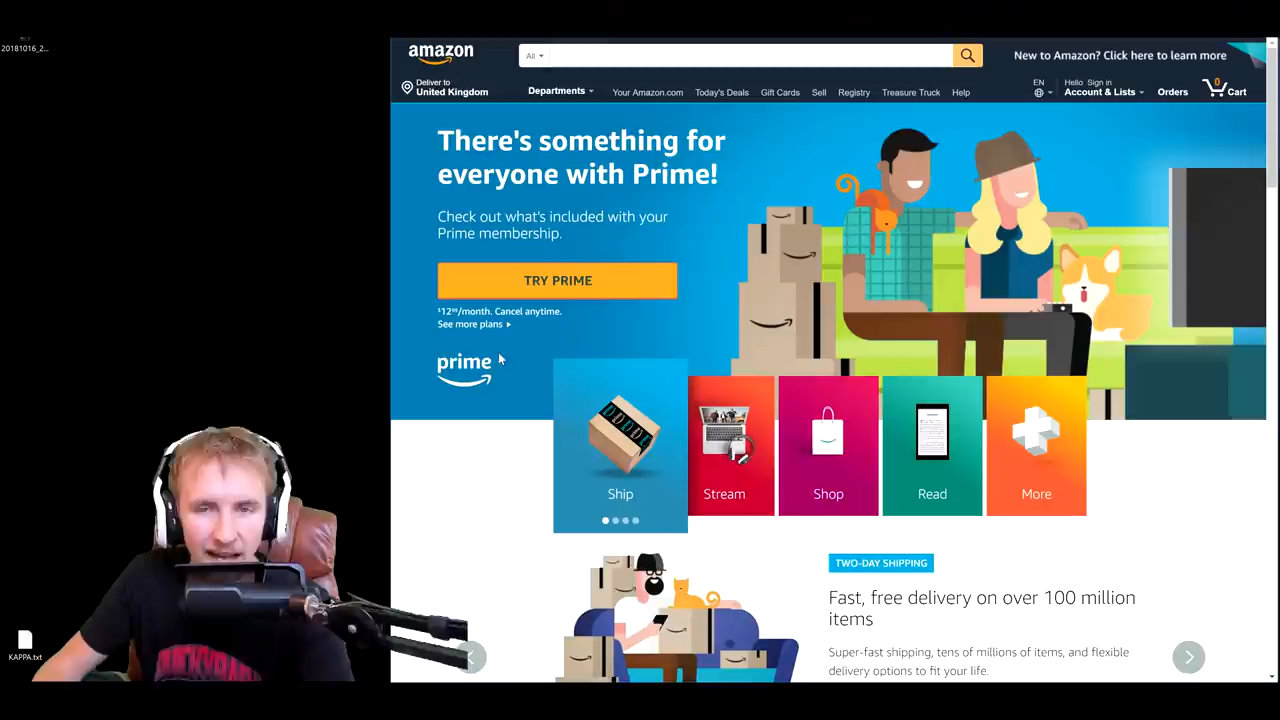 20181016_2...
amazon
All
New to Amazon? Click here to learn more
Deliver to
United Kingdom
Departments
Your Amazon.com
Today's Deals
Gift Cards
Sell
Registry
Treasure Truck
Help
EN
Hello Sign in
Account & Lists
Orders
0
Cart
There's something for
everyone with Prime!
Check out what's included with your
Prime membership.
TRY PRIME
$12.99/month. Cancel anytime.
See more plans
prime
Ship
Stream
Shop
Read
More
TWO-DAY SHIPPING
Fast, free delivery on over 100 million
items
Super-fast shipping, tens of millions of items, and flexible
delivery options to fit your life.
KAPPA.txt